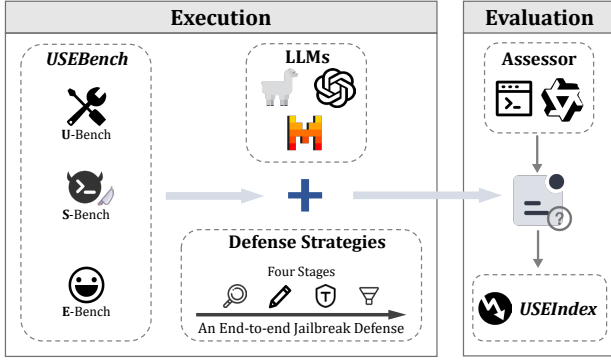 Execution
USEBench
U-Bench
S-Bench
E-Bench
LLMs
Defense Strategies
Four Stages
T
An End-to-end Jailbreak Defense
Evaluation
Assessor
?
USEIndex